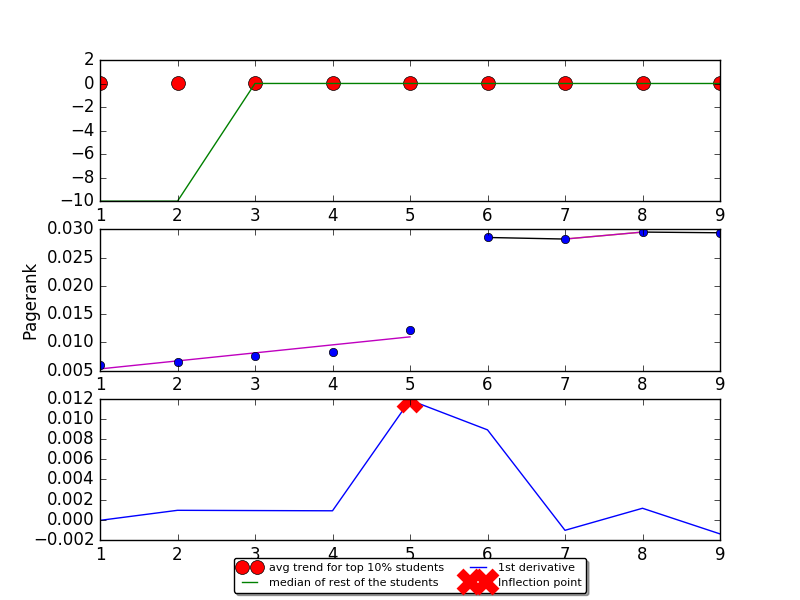 2
0
−2
−4
−6
−8
−10
1 2 3 4 5 6 7 8 9
0.030
0.025
0.020
0.015
0.010
0.005
Pagerank
1 2 3 4 5 6 7 8 9
0.012
0.010
0.008
0.006
0.004
0.002
0.000
−0.002
1 2 3 4 5 6 7 8 9
avg trend for top 10% students
median of rest of the students
1st derivative
Inflection point